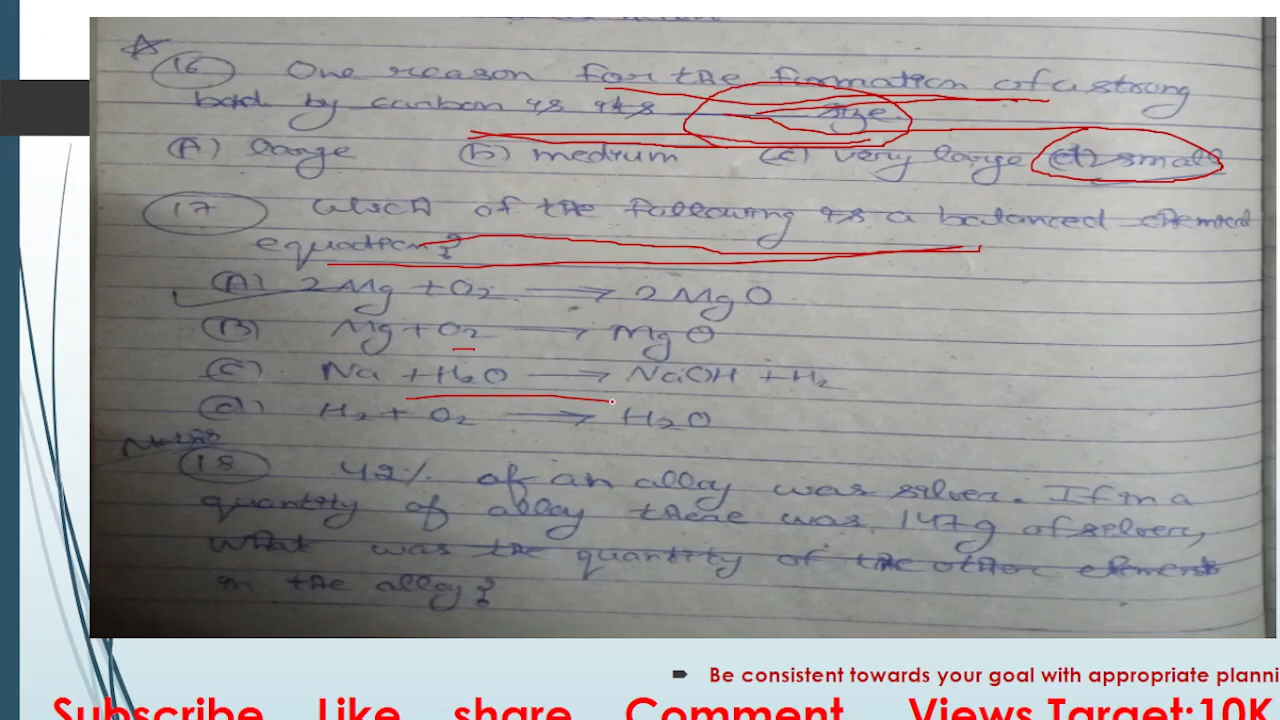 16 One reason for the formation of a strong
bond by carbon is its ___ size.
(A) large (b) medium (c) very large (d) small
17 Which of the following is a balanced chemical
equation?
(A) 2Mg + O2 → 2MgO
(B) Mg + O2 → MgO
(C) Na + H2O → NaOH + H2
(d) H2 + O2 → H2O
18 42% of an alloy was silver. If in a
quantity of alloy there was 147g of silver,
what was the quantity of the other elements
in the alloy?
Be consistent towards your goal with appropriate planni
Subscribe Like share Comment Views Target:10K